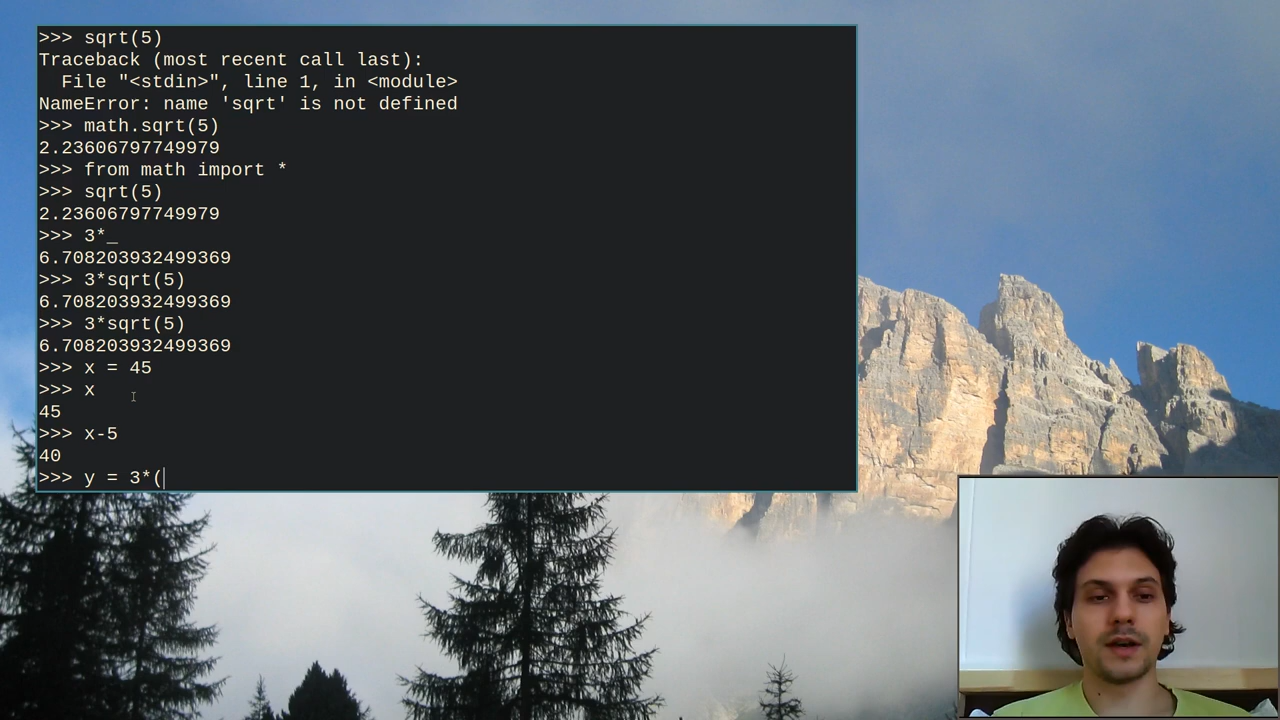 >>> sqrt(5)
Traceback (most recent call last):
  File "<stdin>", line 1, in <module>
NameError: name 'sqrt' is not defined
>>> math.sqrt(5)
2.23606797749979
>>> from math import *
>>> sqrt(5)
2.23606797749979
>>> 3*_
6.708203932499369
>>> 3*sqrt(5)
6.708203932499369
>>> 3*sqrt(5)
6.708203932499369
>>> x = 45
>>> x
45
>>> x-5
40
>>> y = 3*(